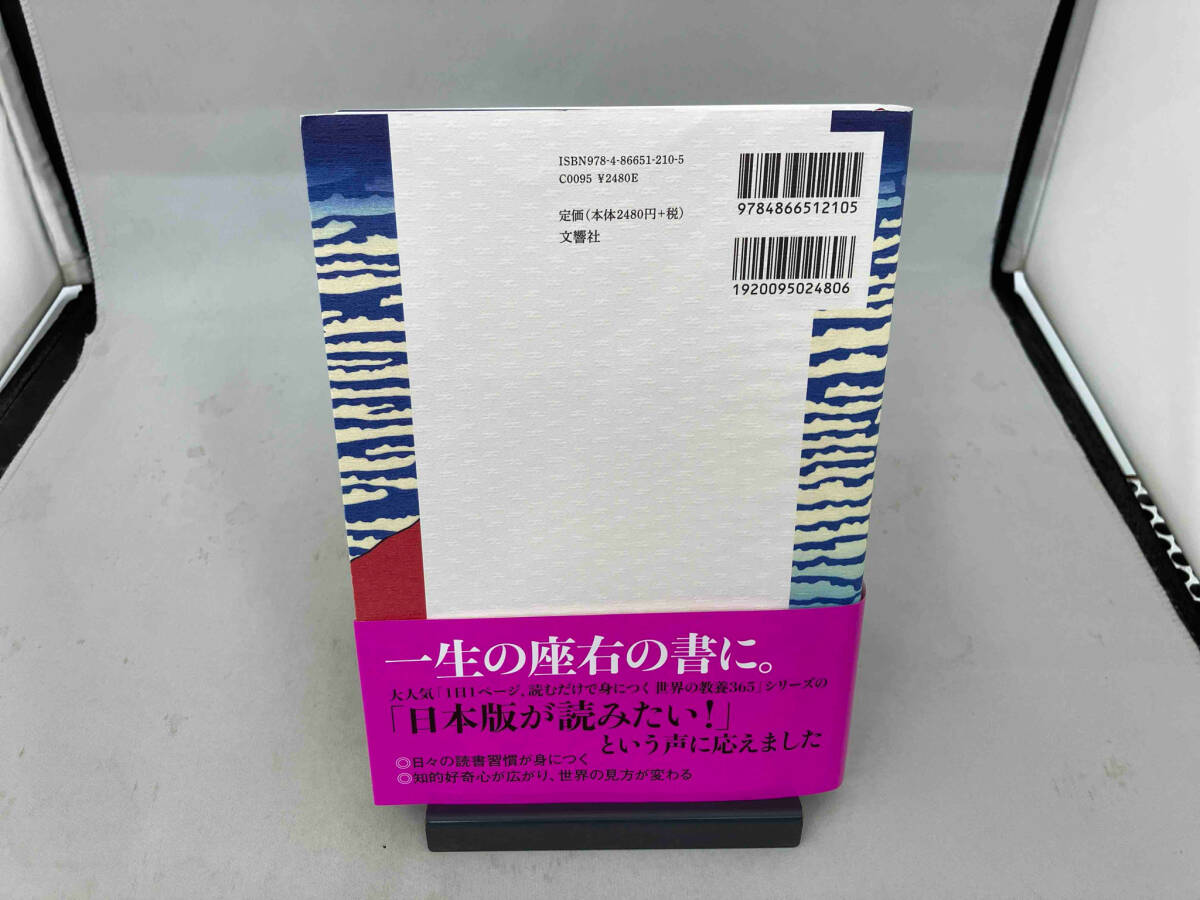 ISBN978-4-86651-210-5
C0095 ¥2480E
定価(本体2480円+税)
文響社
9784866512105
1920095024806
一生の座右の書に。
大人気「1日1ページ、読むだけで身につく世界の教養365」シリーズの
「日本版が読みたい!」
という声に応えました
◎日々の読書習慣が身につく
◎知的好奇心が広がり、世界の見方が変わる